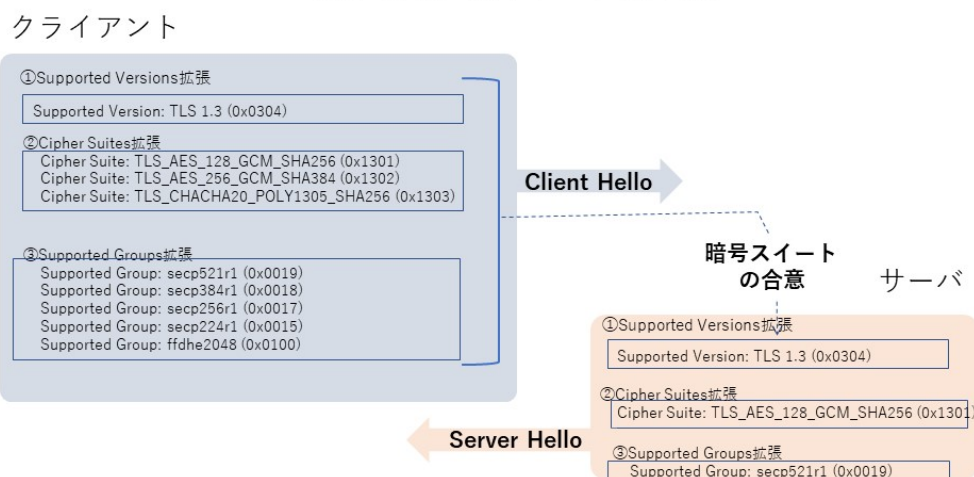 クライアント
①Supported Versions拡張
Supported Version: TLS 1.3 (0x0304)
②Cipher Suites拡張
Cipher Suite: TLS_AES_128_GCM_SHA256 (0x1301)
Cipher Suite: TLS_AES_256_GCM_SHA384 (0x1302)
Cipher Suite: TLS_CHACHA20_POLY1305_SHA256 (0x1303)
③Supported Groups拡張
Supported Group: secp521r1 (0x0019)
Supported Group: secp384r1 (0x0018)
Supported Group: secp256r1 (0x0017)
Supported Group: secp224r1 (0x0015)
Supported Group: ffdhe2048 (0x0100)
Client Hello
暗号スイート
の合意
サーバ
①Supported Versions拡張
Supported Version: TLS 1.3 (0x0304)
②Cipher Suites拡張
Cipher Suite: TLS_AES_128_GCM_SHA256 (0x1301)
③Supported Groups拡張
Supported Group: secp521r1 (0x0019)
Server Hello